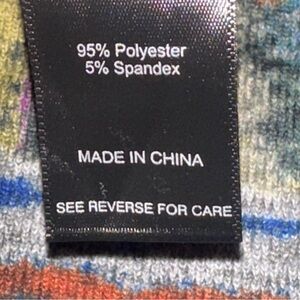 95% Polyester
5% Spandex
MADE IN CHINA
SEE REVERSE FOR CARE